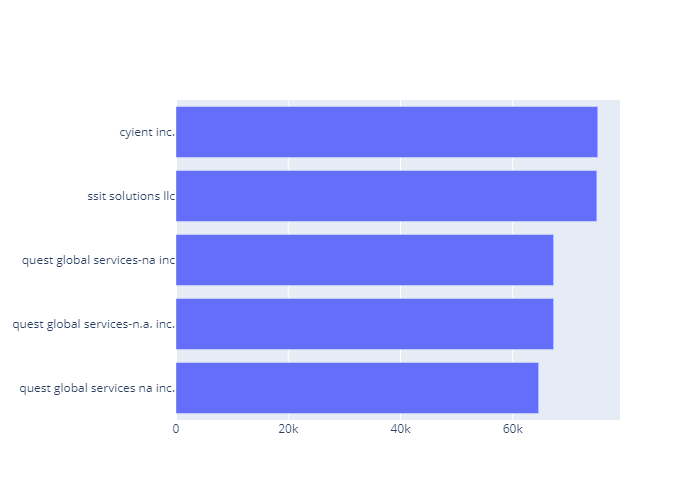 cyient inc.
ssit solutions llc
quest global services-na inc
quest global services-n.a. inc.
quest global services na inc.
0
20k
40k
60k